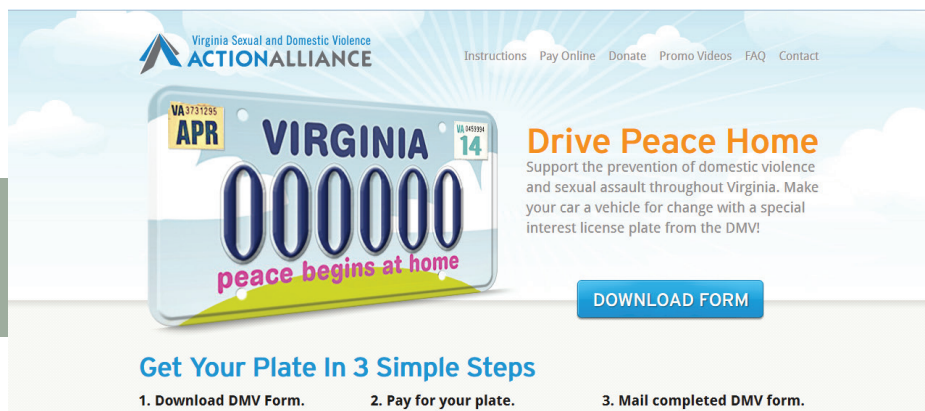 Virginia Sexual and Domestic Violence
ACTIONALLIANCE
Instructions Pay Online Donate Promo Videos FAQ Contact
VA 3731295
APR
VIRGINIA
VA 0459994
14
000000
peace begins at home
Drive Peace Home
Support the prevention of domestic violence
and sexual assault throughout Virginia. Make
your car a vehicle for change with a special
interest license plate from the DMV!
DOWNLOAD FORM
Get Your Plate In 3 Simple Steps
1. Download DMV Form. 2. Pay for your plate. 3. Mail completed DMV form.